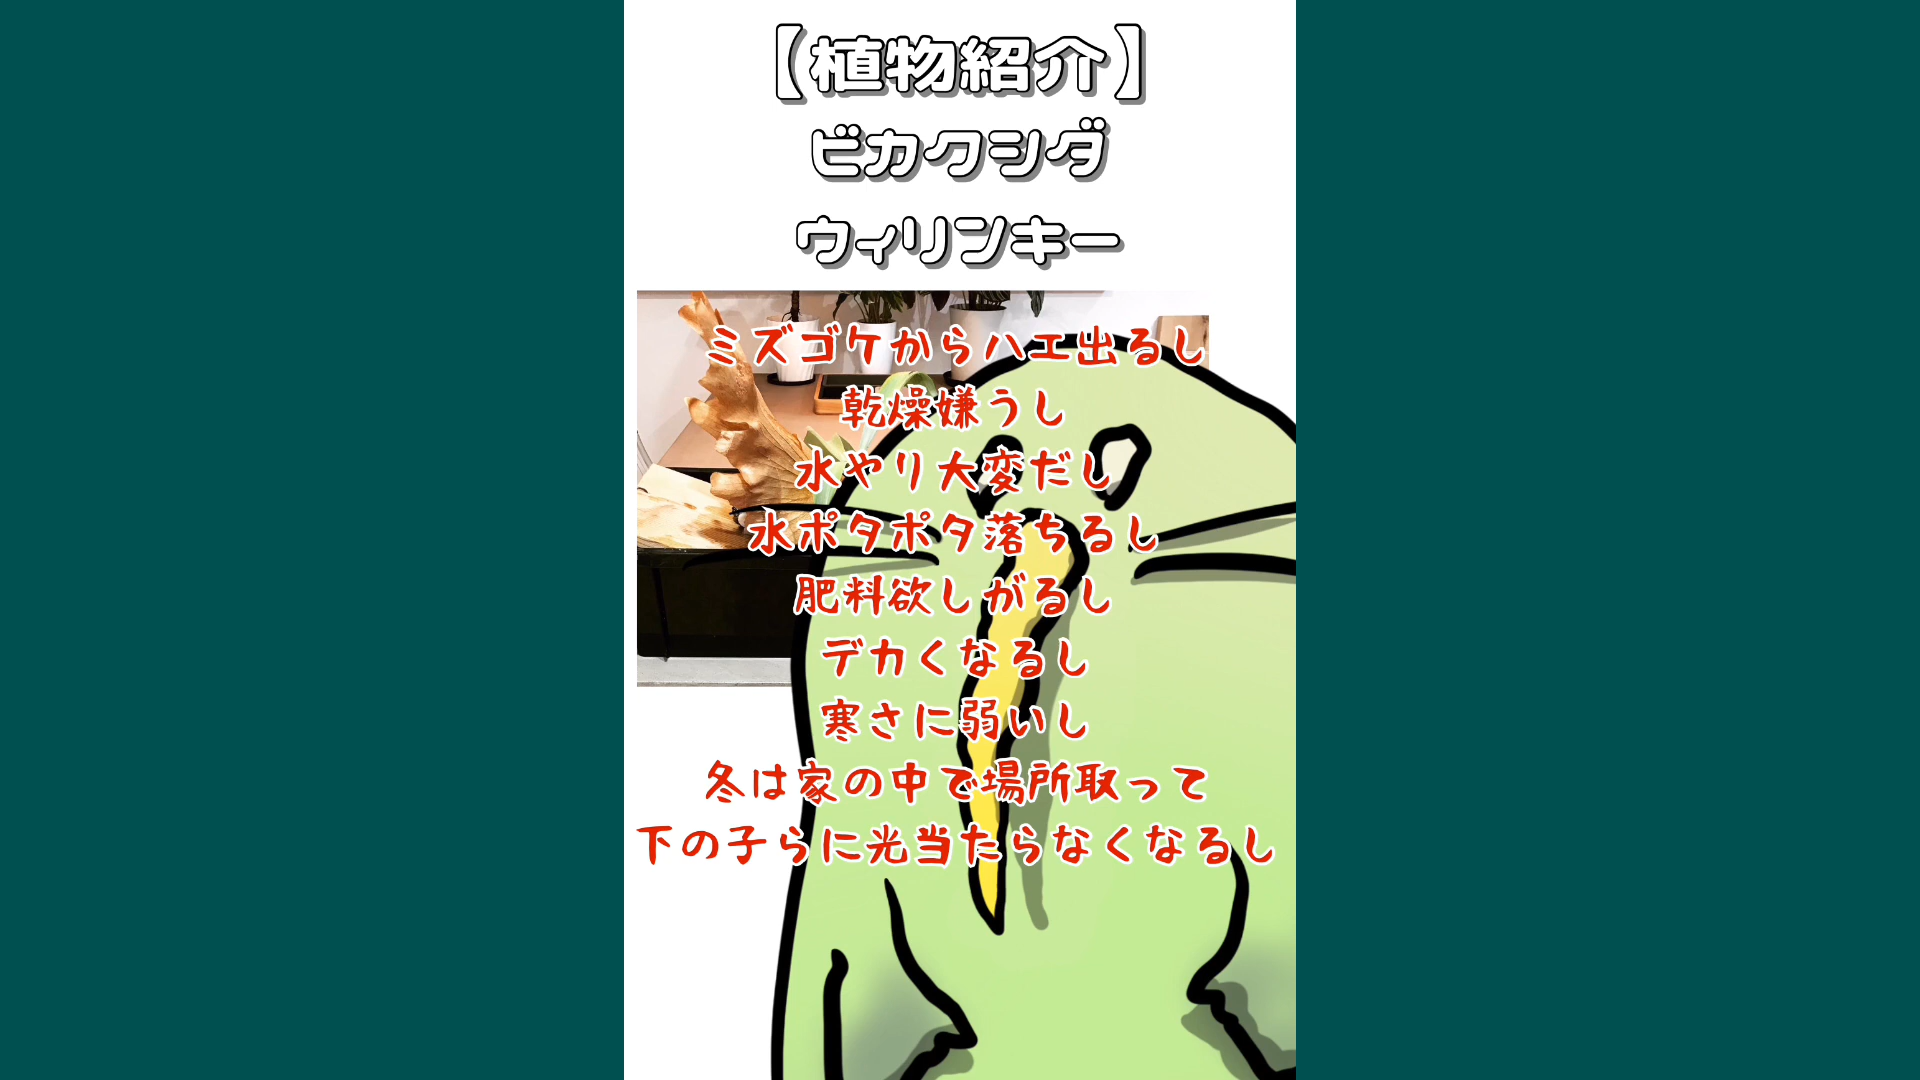 【植物紹介】
ビカクシダ
ウィリンキー
ミズゴケからハエ出るし
乾燥嫌うし
水やり大変だし
水ポタポタ落ちるし
肥料欲しがるし
デカくなるし
寒さに弱いし
冬は家の中で場所取って
下の子らに光当たらなくなるし